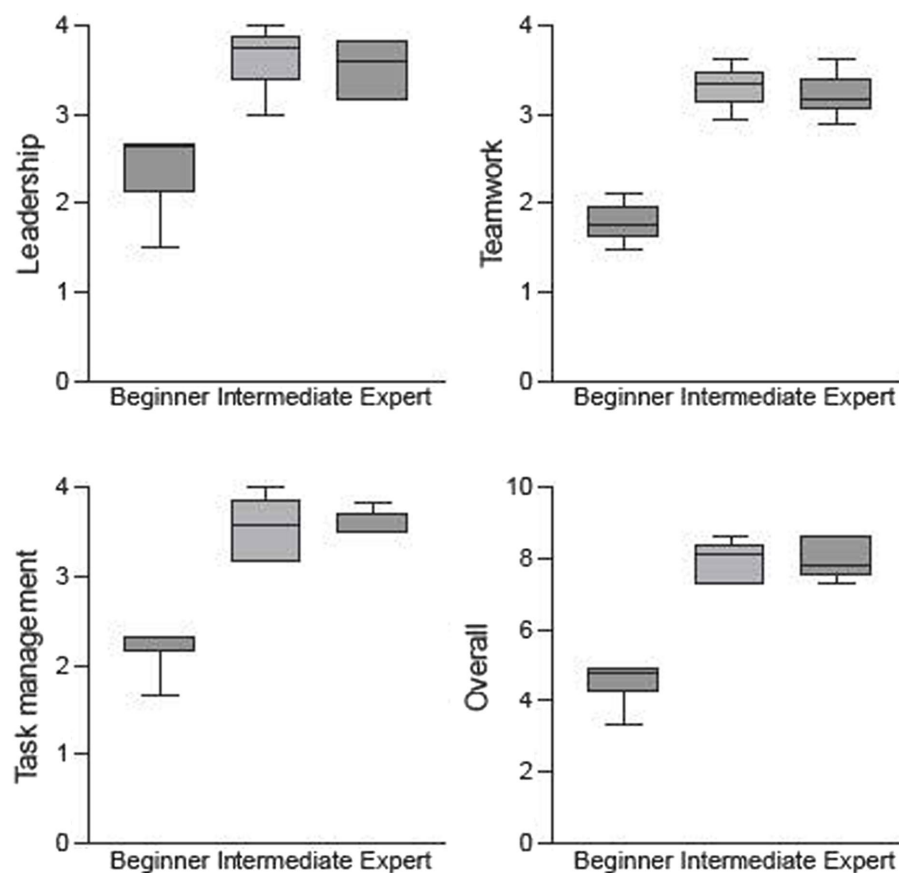 Leadership
4
3
2
1
0
Beginner Intermediate Expert
Teamwork
4
3
2
1
0
Beginner Intermediate Expert
Task management
4
3
2
1
0
Beginner Intermediate Expert
Overall
10
8
6
4
2
0
Beginner Intermediate Expert